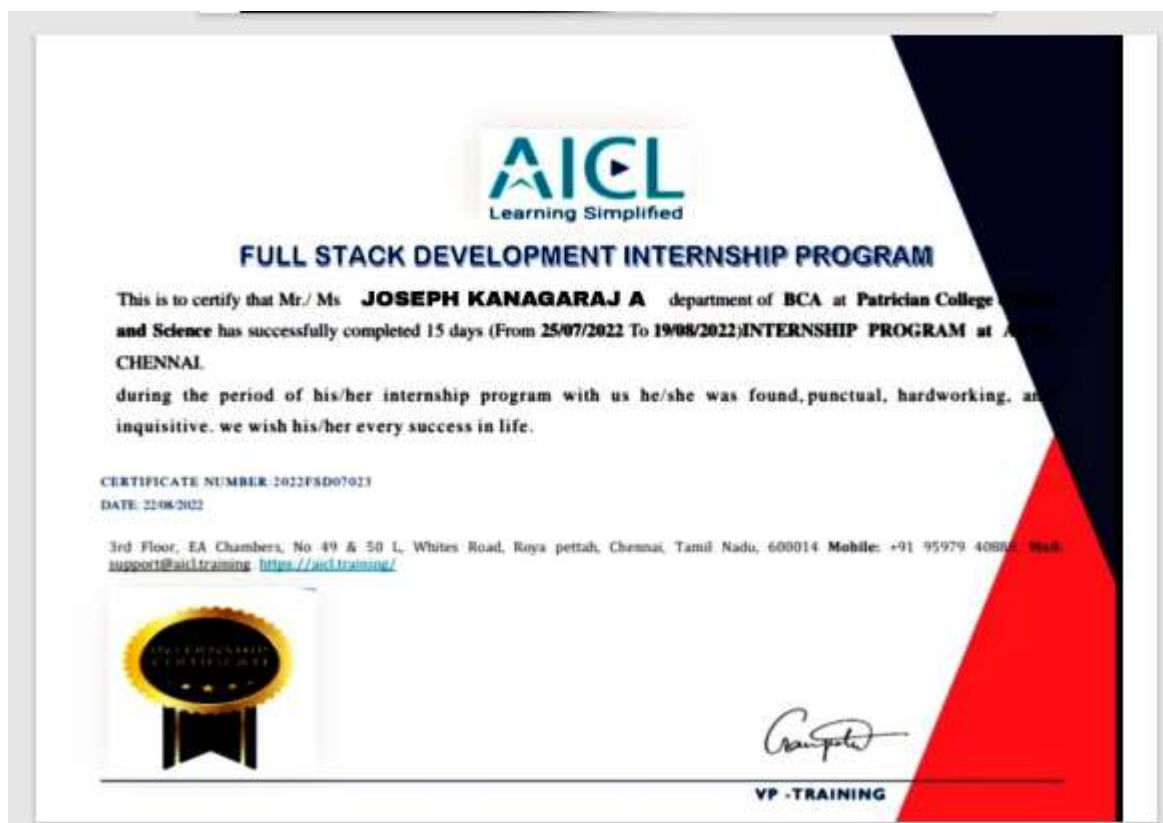 AICL
Learning Simplified
FULL STACK DEVELOPMENT INTERNSHIP PROGRAM
This is to certify that Mr./ Ms JOSEPH KANAGARAJ A department of BCA at Patrician College
and Science has successfully completed 15 days (From 25/07/2022 To 19/08/2022)INTERNSHIP PROGRAM at
CHENNAI.
during the period of his/her internship program with us he/she was found,punctual, hardworking,
inquisitive. we wish his/her every success in life.
CERTIFICATE NUMBER:2022FSD07023
DATE: 22/08/2022
3rd Floor, EA Chambers, No 49 & 50 L, Whites Road, Roya pettah, Chennai, Tamil Nadu, 600014 Mobile: +91 95979 Mail:
support@aicl.training https://aicl.training/
INTERNSHIP
CERTIFICATE
VP -TRAINING